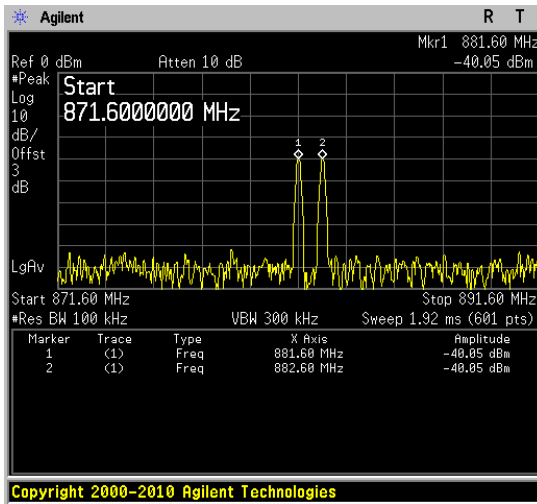 Agilent R T
Mkr1 881.60 MHz
Ref 0 dBm Atten 10 dB -40.05 dBm
#Peak
Log
10
dB/
Offst
3
dB
Start
871.6000000 MHz
1 2
LgAv
Start 871.60 MHz Stop 891.60 MHz
#Res BW 100 kHz VBW 300 kHz Sweep 1.92 ms (601 pts)
Marker Trace Type X Axis Amplitude
1 (1) Freq 881.60 MHz -40.05 dBm
2 (1) Freq 882.60 MHz -40.05 dBm
Copyright 2000-2010 Agilent Technologies